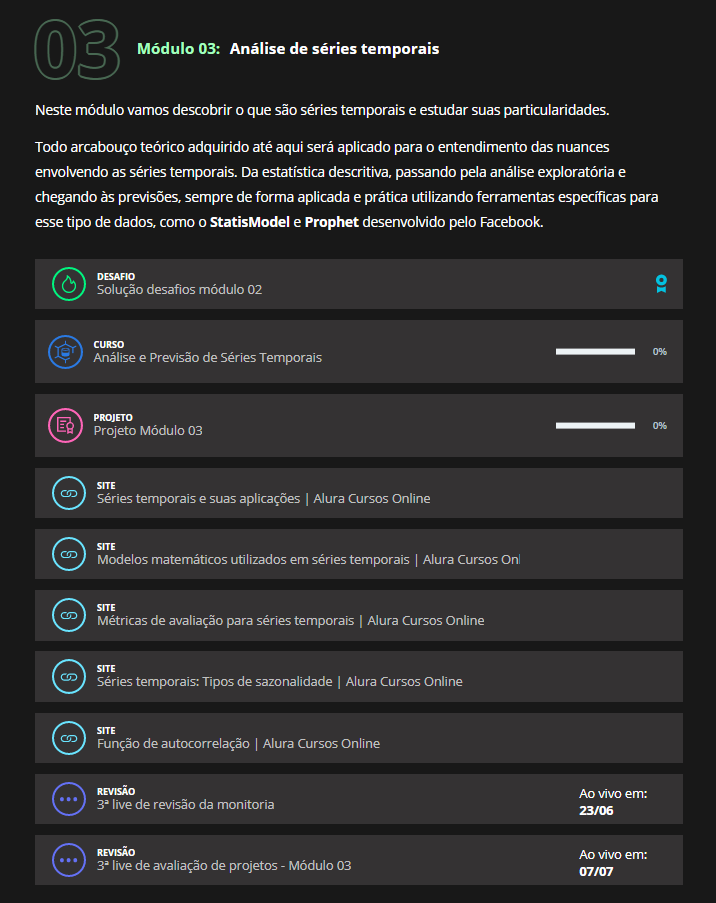 03
Módulo 03: Análise de séries temporais
Neste módulo vamos descobrir o que são séries temporais e estudar suas particularidades.
Todo arcabouço teórico adquirido até aqui será aplicado para o entendimento das nuances
envolvendo as séries temporais. Da estatística descritiva, passando pela análise exploratória e
chegando às previsões, sempre de forma aplicada e prática utilizando ferramentas específicas para
esse tipo de dados, como o StatisModel e Prophet desenvolvido pelo Facebook.
DESAFIO
Solução desafios módulo 02
CURSO
Análise e Previsão de Séries Temporais
0%
PROJETO
Projeto Módulo 03
0%
SITE
Séries temporais e suas aplicações | Alura Cursos Online
SITE
Modelos matemáticos utilizados em séries temporais | Alura Cursos Onl
SITE
Métricas de avaliação para séries temporais | Alura Cursos Online
SITE
Séries temporais: Tipos de sazonalidade | Alura Cursos Online
SITE
Função de autocorrelação | Alura Cursos Online
REVISÃO
3ª live de revisão da monitoria
Ao vivo em:
23/06
REVISÃO
3ª live de avaliação de projetos - Módulo 03
Ao vivo em:
07/07